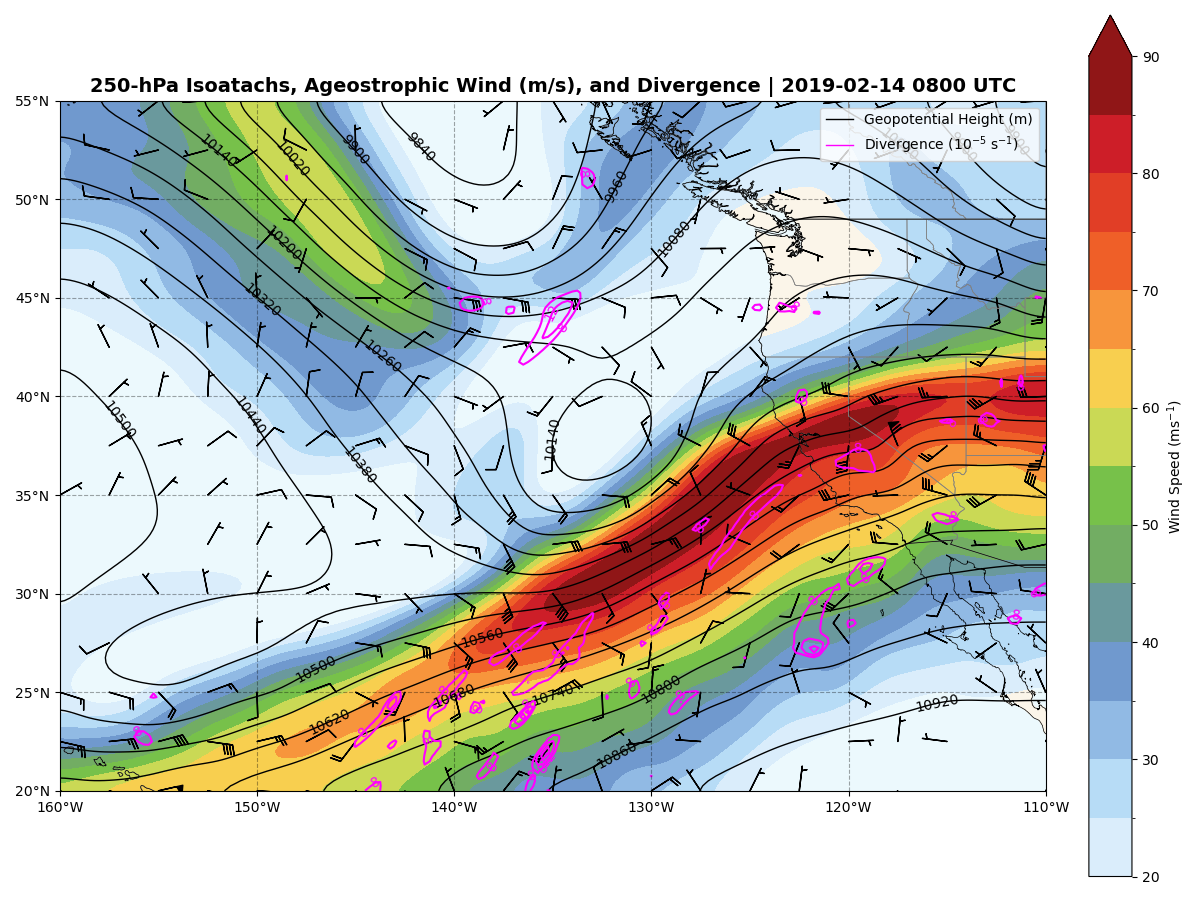 250-hPa Isoatachs, Ageostrophic Wind (m/s), and Divergence | 2019-02-14 0800 UTC
Geopotential Height (m)
Divergence (10⁻⁵ s⁻¹)
55°N
50°N
45°N
40°N
35°N
30°N
25°N
20°N
160°W
150°W
140°W
130°W
120°W
110°W
10140
10020
9900
9840
9960
10080
10200
10320
10260
10500
10440
10380
10140
10560
10500
10620
10680
10740
10800
10860
10920
90
80
70
60
50
40
30
20
Wind Speed (ms⁻¹)